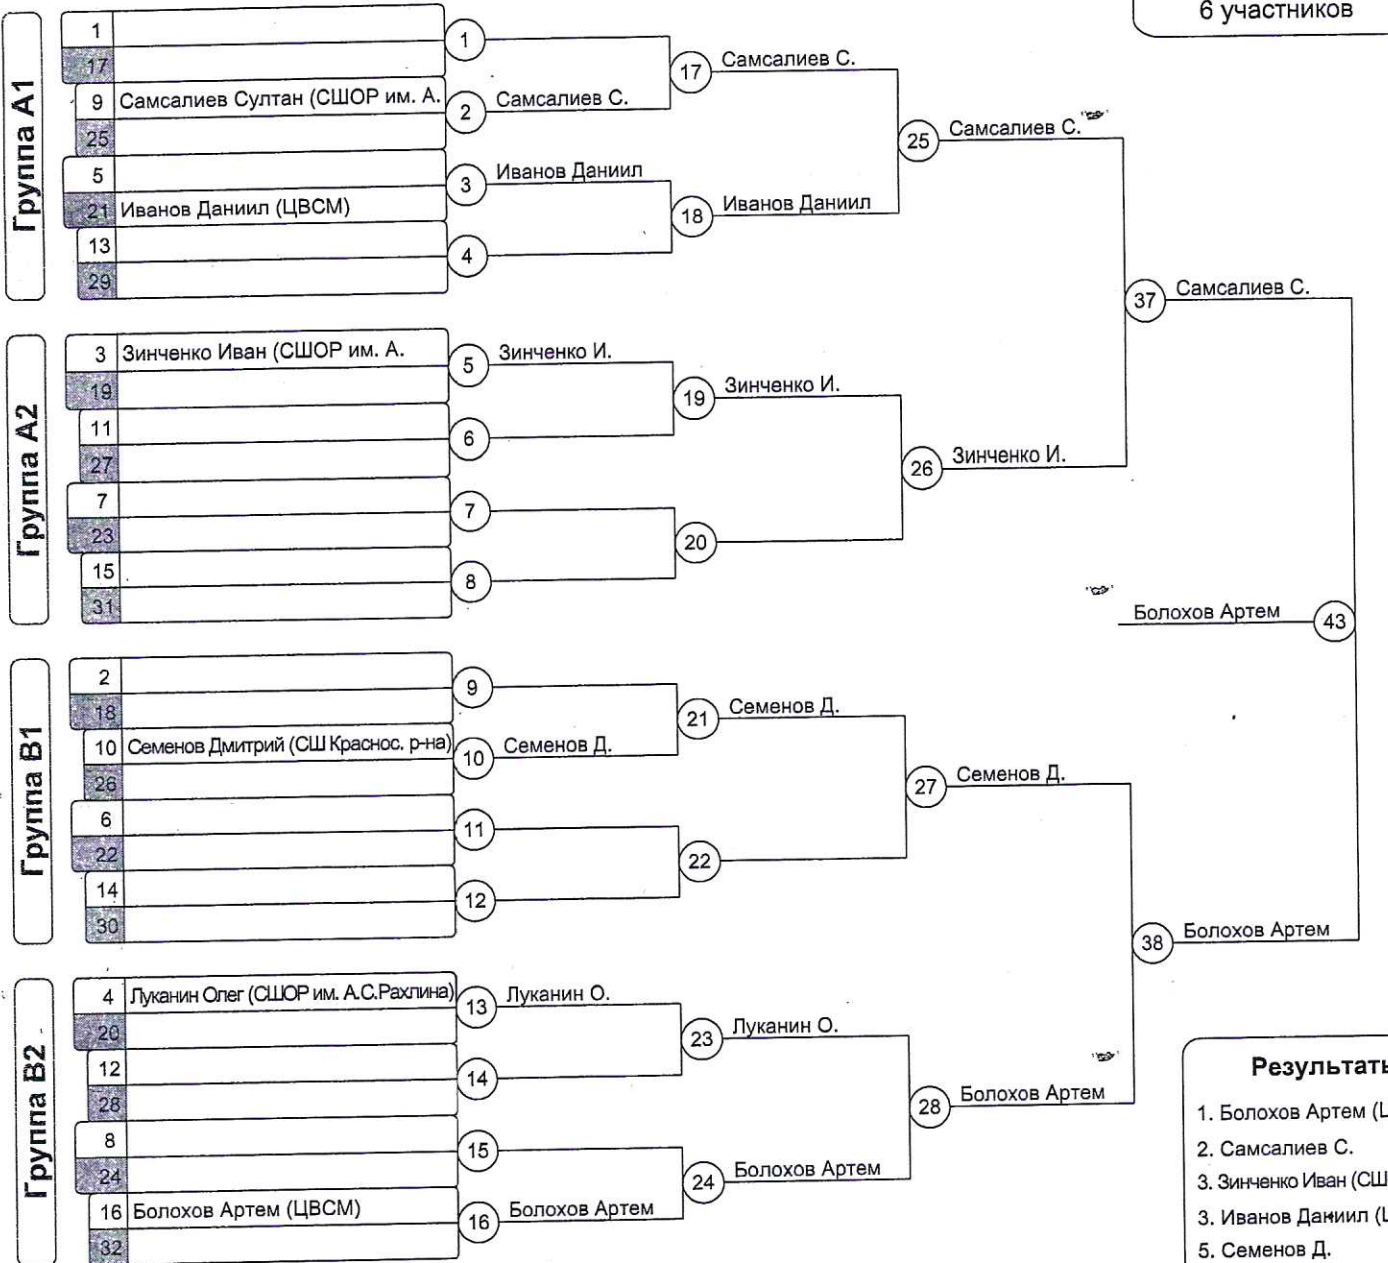 6 участников
Группа А1
1
17
9 Самсалиев Султан (СШОР им. А.
25
5
21 Иванов Даниил (ЦВСМ)
13
29
1
2 Самсалиев С.
3 Иванов Даниил
4
17 Самсалиев С.
18 Иванов Даниил
25 Самсалиев С.
Группа А2
3 Зинченко Иван (СШОР им. А.
19
11
27
7
23
15
31
5 Зинченко И.
6
7
8
19 Зинченко И.
20
26 Зинченко И.
37 Самсалиев С.
Болохов Артем 43
Группа В1
2
18
10 Семенов Дмитрий (СШ Краснос. р-на)
26
6
22
14
30
9
10 Семенов Д.
11
12
21 Семенов Д.
22
27 Семенов Д.
Группа В2
4 Луканин Олег (СШОР им. А.С.Рахлина)
20
12
28
8
24
16 Болохов Артем (ЦВСМ)
32
13 Луканин О.
14
15
16 Болохов Артем
23 Луканин О.
24 Болохов Артем
28 Болохов Артем
38 Болохов Артем
Результаты
1. Болохов Артем (Ц
2. Самсалиев С.
3. Зинченко Иван (СШ
3. Иванов Даниил (Ц
5. Семенов Д.